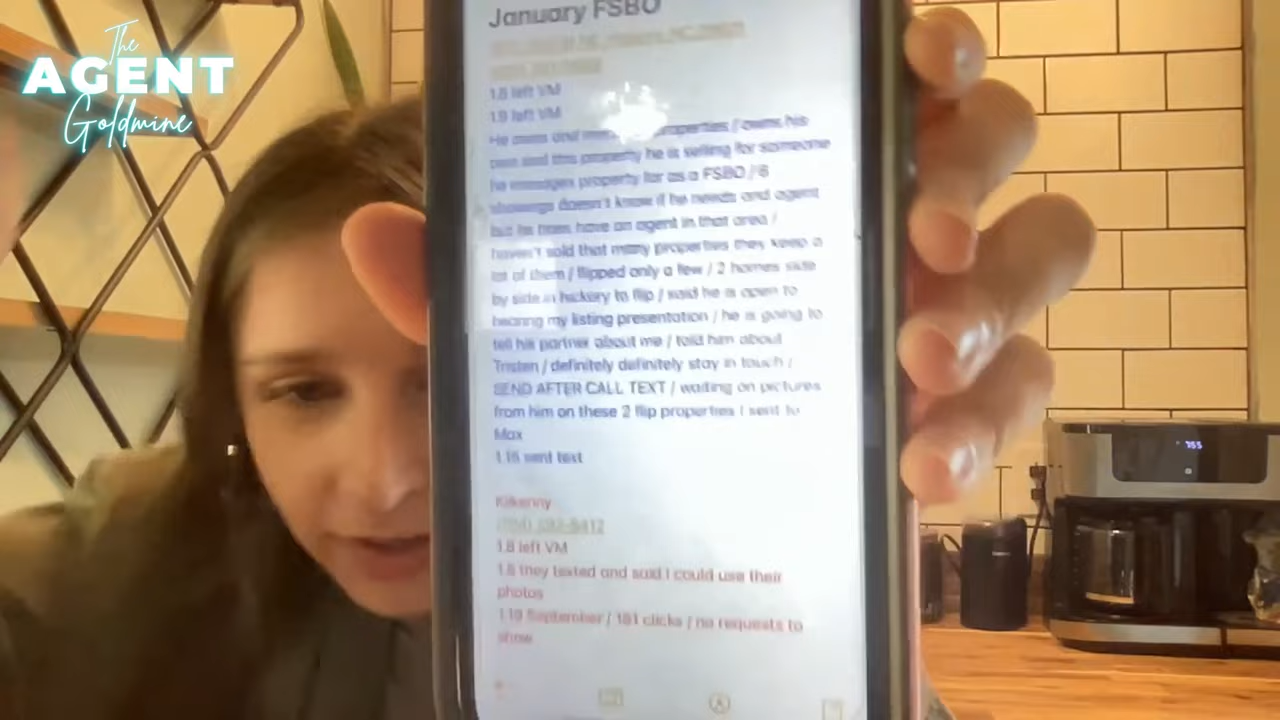 The
AGENT
Goldmine
January FSBO
1.8 left VM
1.9 left VM
He owns and properties / owns his
own said this property he is selling for someone
he manages property for as a FSBO / 6
showings doesn't know if he needs and agent
but he does have an agent in that area /
haven't sold that many properties they keep a
lot of them / flipped only a few / 2 homes side
by side in hickory to flip / said he is open to
hearing my listing presentation / he is going to
tell his partner about me / told him about
Tristen / definitely definitely stay in touch /
SEND AFTER CALL TEXT / waiting on pictures
from him on these 2 flip properties I sent to
Max
1.15 sent text
Kilkenny
1.8 left VM
1.8 they texted and said I could use their
photos
1.19 September / 181 clicks / no requests to
show